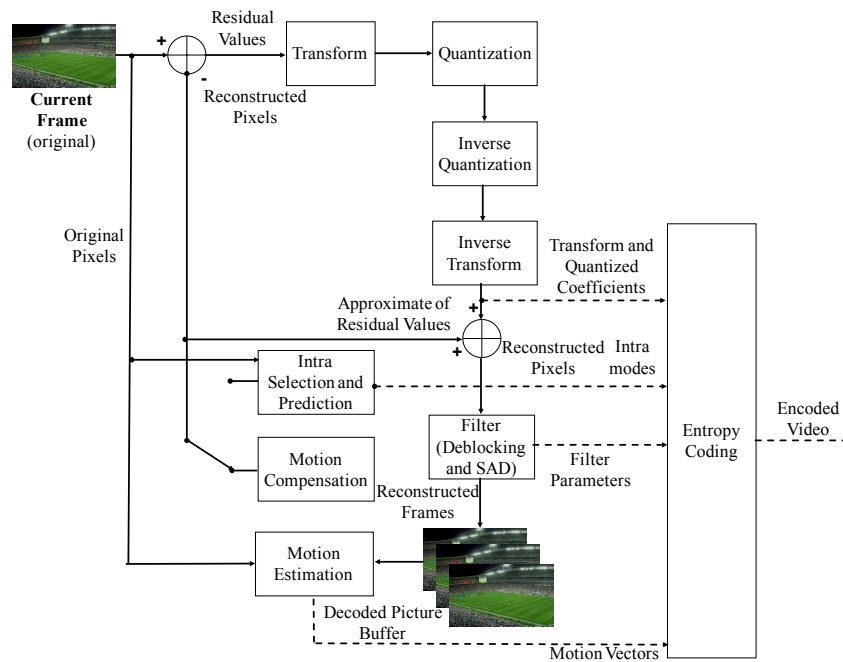 Residual
Values
+
-
Reconstructed
Pixels
Transform
Quantization
Current
Frame
(original)
Inverse
Quantization
Original
Pixels
Inverse
Transform
Transform and
Quantized
Coefficients
Approximate of
Residual Values
+
+
Reconstructed
Pixels
Intra
modes
Intra
Selection and
Prediction
Filter
(Deblocking
and SAD)
Filter
Parameters
Entropy
Coding
Encoded
Video
Motion
Compensation
Reconstructed
Frames
Motion
Estimation
Decoded Picture
Buffer
Motion Vectors